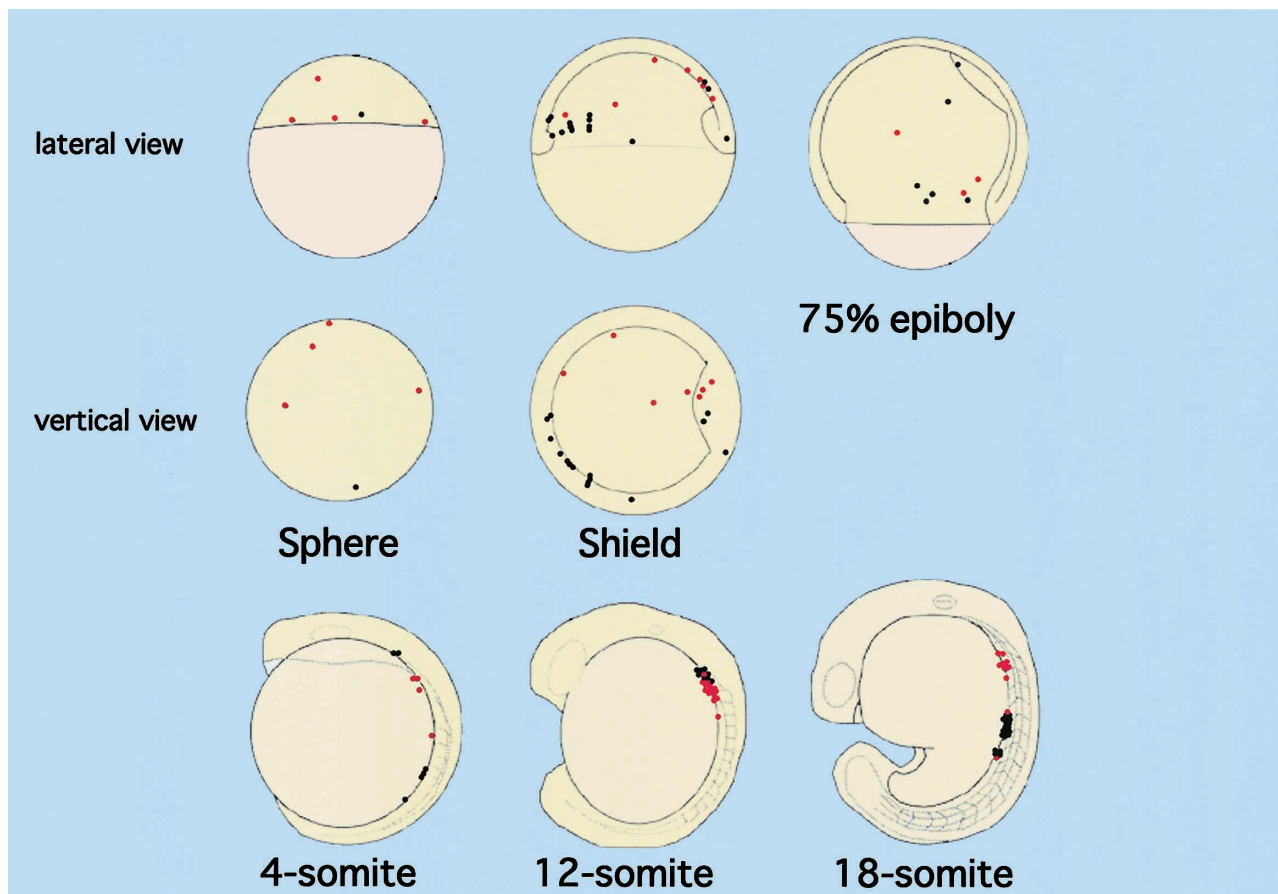 lateral view
75% epiboly
vertical view
Sphere
Shield
4-somite
12-somite
18-somite